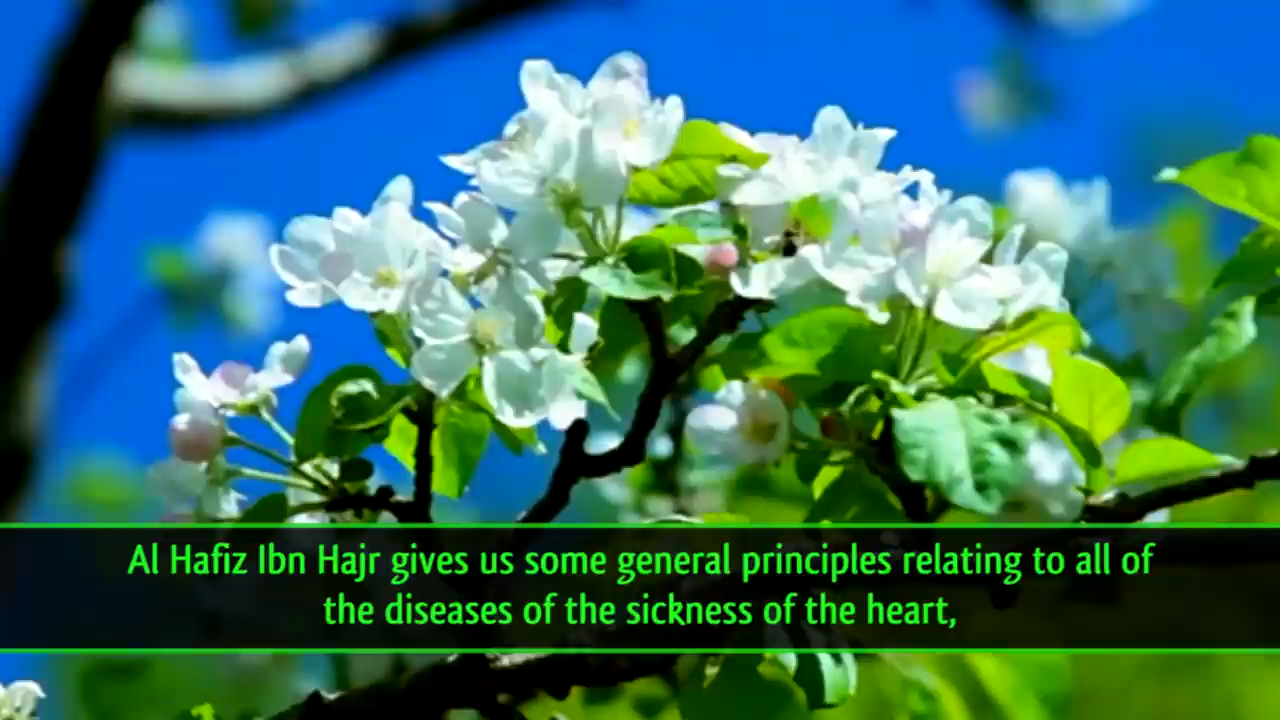 Al Hafiz Ibn Hajr gives us some general principles relating to all of
the diseases of the sickness of the heart,